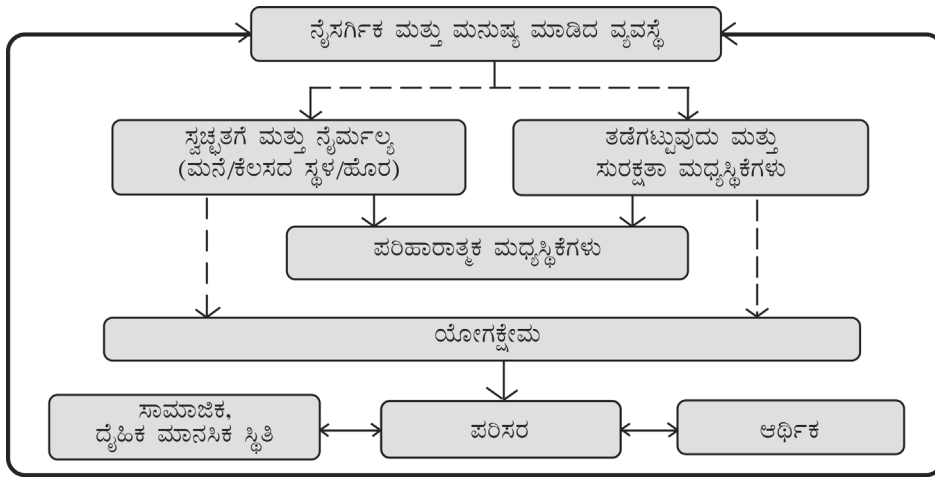 ನೈಸರ್ಗಿಕ ಮತ್ತು ಮನುಷ್ಯ ಮಾಡಿದ ವ್ಯವಸ್ಥೆ
ಸ್ವಚ್ಛತಗೆ ಮತ್ತು ನೈರ್ಮಲ್ಯ
(ಮನೆ/ಕೆಲಸದ ಸ್ಥಳ/ಹೊರ)
ತಡೆಗಟ್ಟುವುದು ಮತ್ತು
ಸುರಕ್ಷತಾ ಮಧ್ಯಸ್ಥಿಕೆಗಳು
ಪರಿಹಾರಾತ್ಮಕ ಮಧ್ಯಸ್ಥಿಕೆಗಳು
ಯೋಗಕ್ಷೇಮ
ಸಾಮಾಜಿಕ,
ದೈಹಿಕ ಮಾನಸಿಕ ಸ್ಥಿತಿ
ಪರಿಸರ
ಆರ್ಥಿಕ